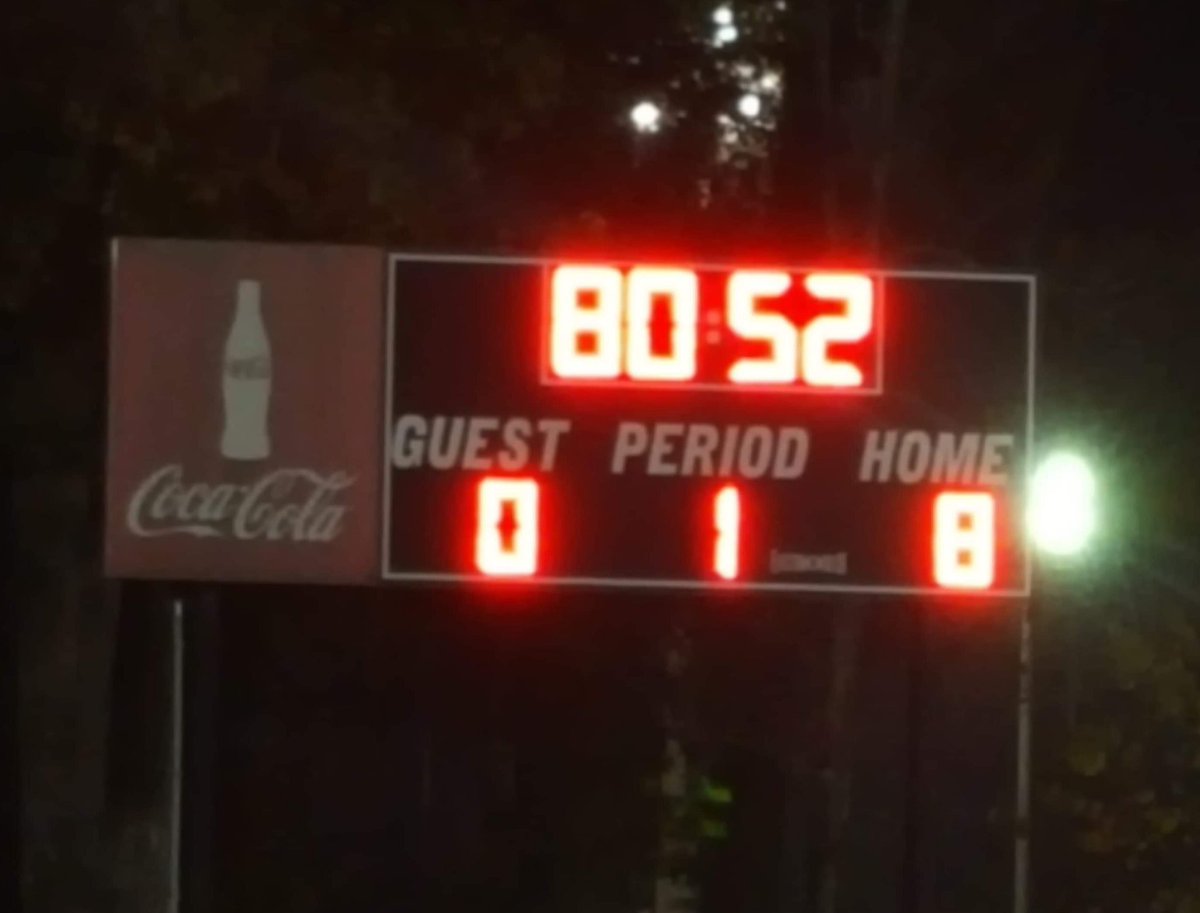 80:52
GUEST PERIOD HOME
0 1 8
Coca-Cola